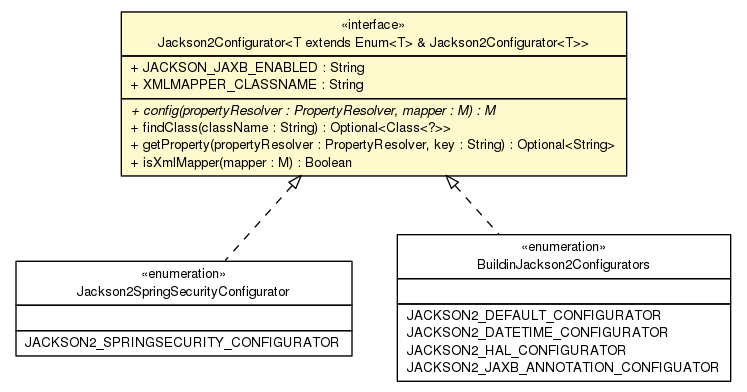 «interface»
Jackson2Configurator<T extends Enum<T> & Jackson2Configurator<T>>
+ JACKSON_JAXB_ENABLED : String
+ XMLMAPPER_CLASSNAME : String
+ config(propertyResolver : PropertyResolver, mapper : M) : M
+ findClass(className : String) : Optional<Class<?>>
+ getProperty(propertyResolver : PropertyResolver, key : String) : Optional<String>
+ isXmlMapper(mapper : M) : Boolean
«enumeration»
Jackson2SpringSecurityConfigurator
JACKSON2_SPRINGSECURITY_CONFIGURATOR
«enumeration»
BuildinJackson2Configurators
JACKSON2_DEFAULT_CONFIGURATOR
JACKSON2_DATETIME_CONFIGURATOR
JACKSON2_HAL_CONFIGURATOR
JACKSON2_JAXB_ANNOTATION_CONFIGUATOR